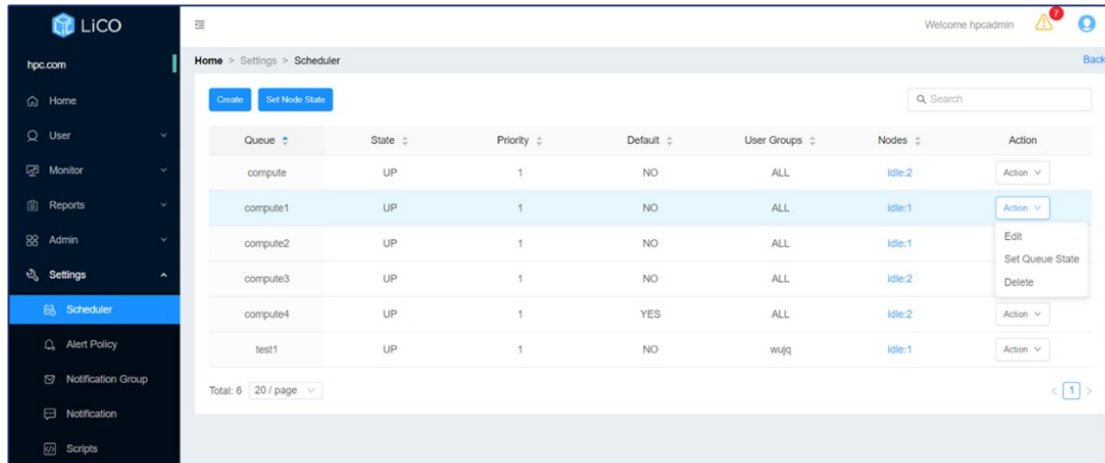 LiCO
Welcome hpcadmin
7
hpc.com
Home > Settings > Scheduler
Back
Home
User
Monitor
Reports
Admin
Settings
Scheduler
Alert Policy
Notification Group
Notification
Scripts
Create Set Node State
Search
Queue State Priority Default User Groups Nodes Action
compute UP 1 NO ALL idle:2 Action
compute1 UP 1 NO ALL idle:1 Action
Edit
Set Queue State
Delete
compute2 UP 1 NO ALL idle:1
compute3 UP 1 NO ALL idle:2
compute4 UP 1 YES ALL idle:2 Action
test1 UP 1 NO wujq idle:1 Action
Total: 6 20 / page
< 1 >